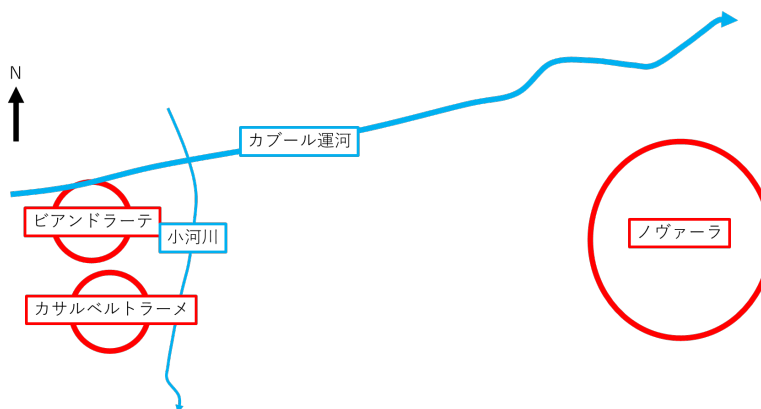 N
カブール運河
ビアンドラーテ
小河川
ノヴァーラ
カサルベルトラーメ